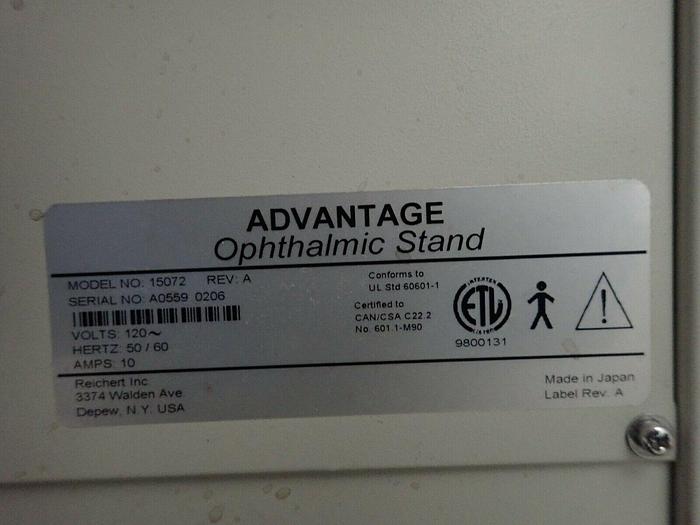 ADVANTAGE
Ophthalmic Stand
MODEL NO: 15072 REV: A
SERIAL NO: A0559 0206
VOLTS: 120~
HERTZ: 50 / 60
AMPS: 10
Conforms to
UL Std 60601-1
Certified to
CAN/CSA C22.2
No. 601.1-M90
INTERTEK
ETL
LISTED
9800131
Reichert Inc
3374 Walden Ave
Depew, N.Y. USA
Made in Japan
Label Rev. A